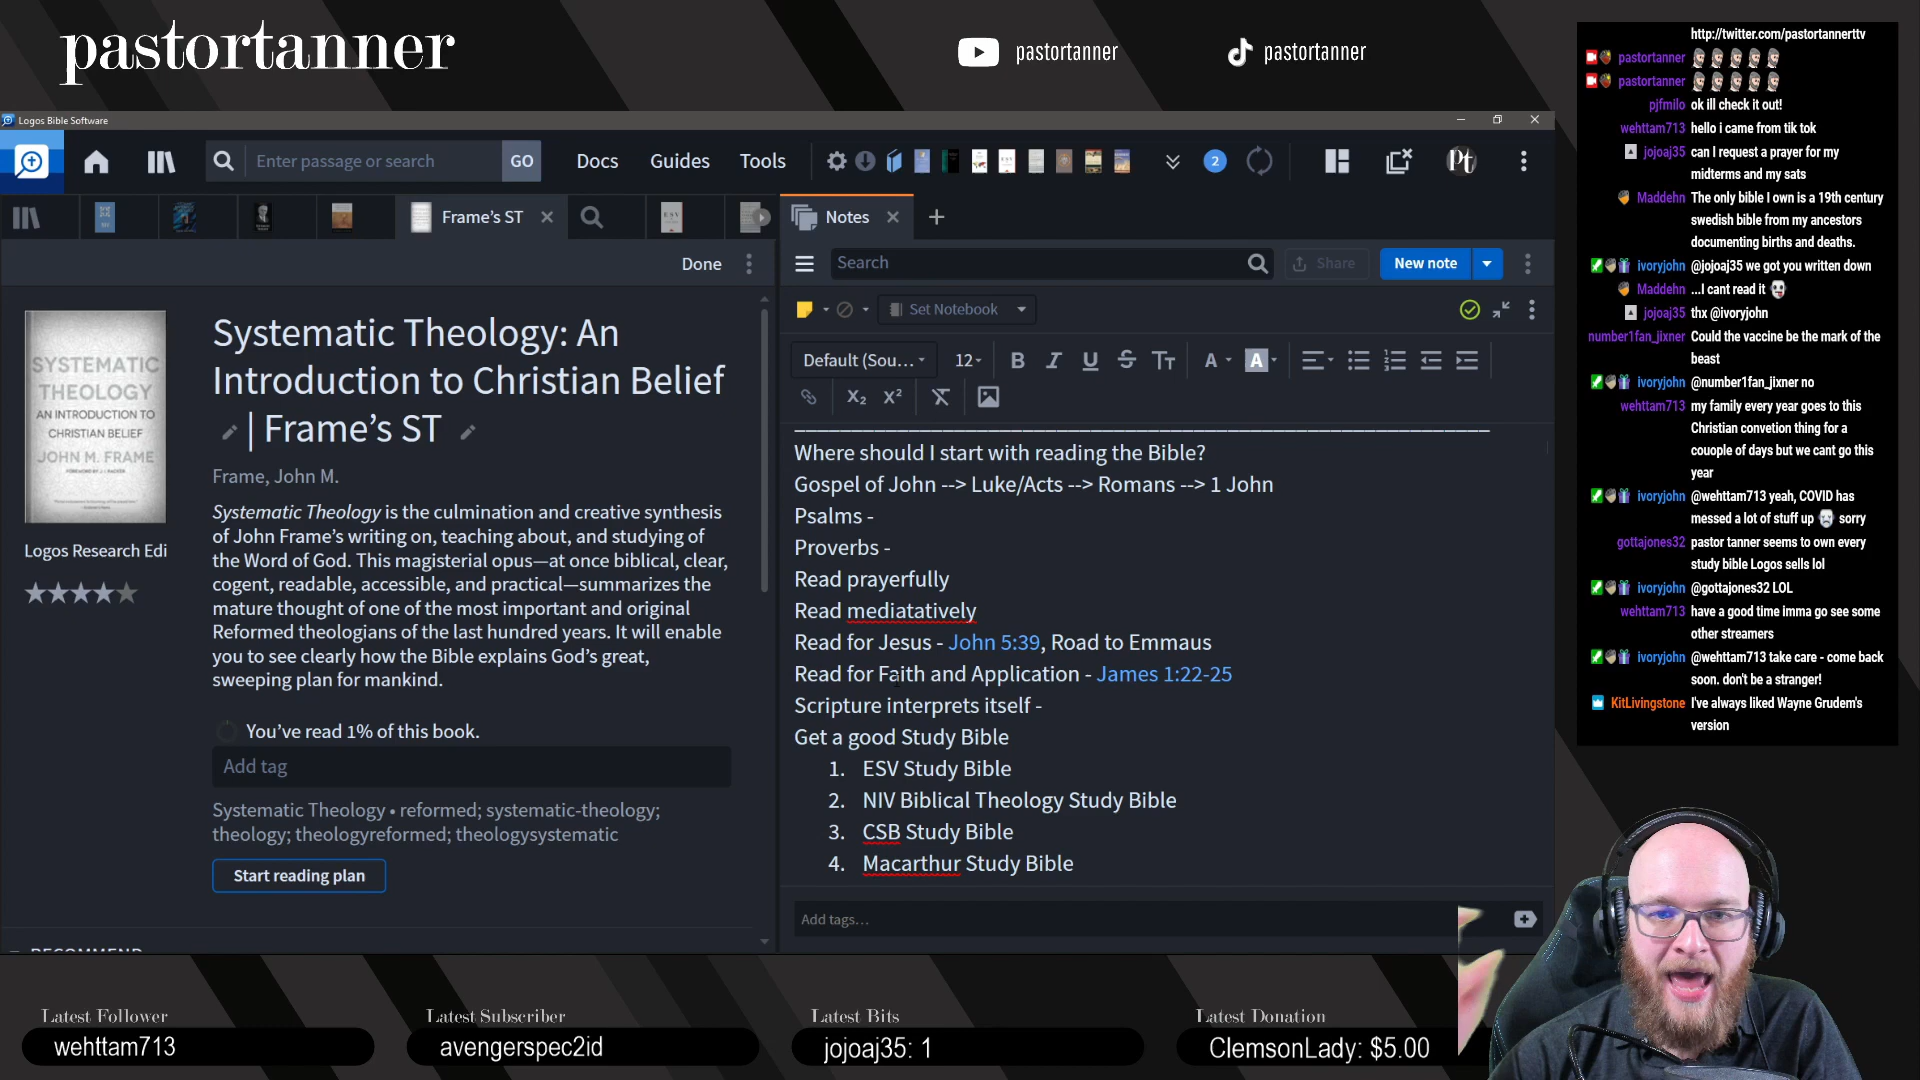 pastortanner
pastortanner
pastortanner
Logos Bible Software
Enter passage or search
GO
Docs
Guides
Tools
2
Pt
Frame's ST
ESV
Done
SYSTEMATIC
THEOLOGY
AN INTRODUCTION TO
CHRISTIAN BELIEF
JOHN M. FRAME
Logos Research Edi
Systematic Theology: An
Introduction to Christian Belief
| Frame's ST
Frame, John M.
Systematic Theology is the culmination and creative synthesis
of John Frame's writing on, teaching about, and studying of
the Word of God. This magisterial opus—at once biblical, clear,
cogent, readable, accessible, and practical—summarizes the
mature thought of one of the most important and original
Reformed theologians of the last hundred years. It will enable
you to see clearly how the Bible explains God's great,
sweeping plan for mankind.
You've read 1% of this book.
Add tag
Systematic Theology • reformed; systematic-theology;
theology; theologyreformed; theologysystematic
Start reading plan
Notes
Search
Share
New note
Set Notebook
Default (Sou...
12
Where should I start with reading the Bible?
Gospel of John --> Luke/Acts --> Romans --> 1 John
Psalms -
Proverbs -
Read prayerfully
Read mediatatively
Read for Jesus - John 5:39, Road to Emmaus
Read for Faith and Application - James 1:22-25
Scripture interprets itself -
Get a good Study Bible
1. ESV Study Bible
2. NIV Biblical Theology Study Bible
3. CSB Study Bible
4. Macarthur Study Bible
Add tags...
http://twitter.com/pastortannerttv
pastortanner
pastortanner
pjfmilo ok ill check it out!
wehttam713 hello i came from tik tok
jojoaj35 can I request a prayer for my
midterms and my sats
Maddehn The only bible I own is a 19th century
swedish bible from my ancestors
documenting births and deaths.
ivoryjohn @jojoaj35 we got you written down
Maddehn ...I cant read it
jojoaj35 thx @ivoryjohn
number1fan_jixner Could the vaccine be the mark of the
beast
ivoryjohn @number1fan_jixner no
wehttam713 my family every year goes to this
Christian convetion thing for a
couople of days but we cant go this
year
ivoryjohn @wehttam713 yeah, COVID has
messed a lot of stuff up sorry
gottajones32 pastor tanner seems to own every
study bible Logos sells lol
ivoryjohn @gottajones32 LOL
wehttam713 have a good time imma go see some
other streamers
ivoryjohn @wehttam713 take care - come back
soon. don't be a stranger!
KitLivingstone I've always liked Wayne Grudem's
version
Latest Follower
wehttam713
Latest Subscriber
avengerspec2id
Latest Bits
jojoaj35: 1
Latest Donation
ClemsonLady: $5.00